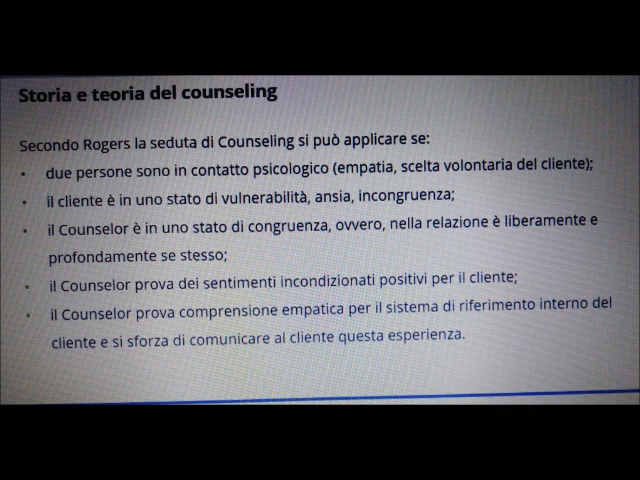 Storia e teoria del counseling
Secondo Rogers la seduta di Counseling si può applicare se:
• due persone sono in contatto psicologico (empatia, scelta volontaria del cliente);
• il cliente è in uno stato di vulnerabilità, ansia, incongruenza;
• il Counselor è in uno stato di congruenza, ovvero, nella relazione è liberamente e
profondamente se stesso;
• il Counselor prova dei sentimenti incondizionati positivi per il cliente;
• il Counselor prova comprensione empatica per il sistema di riferimento interno del
cliente e si sforza di comunicare al cliente questa esperienza.